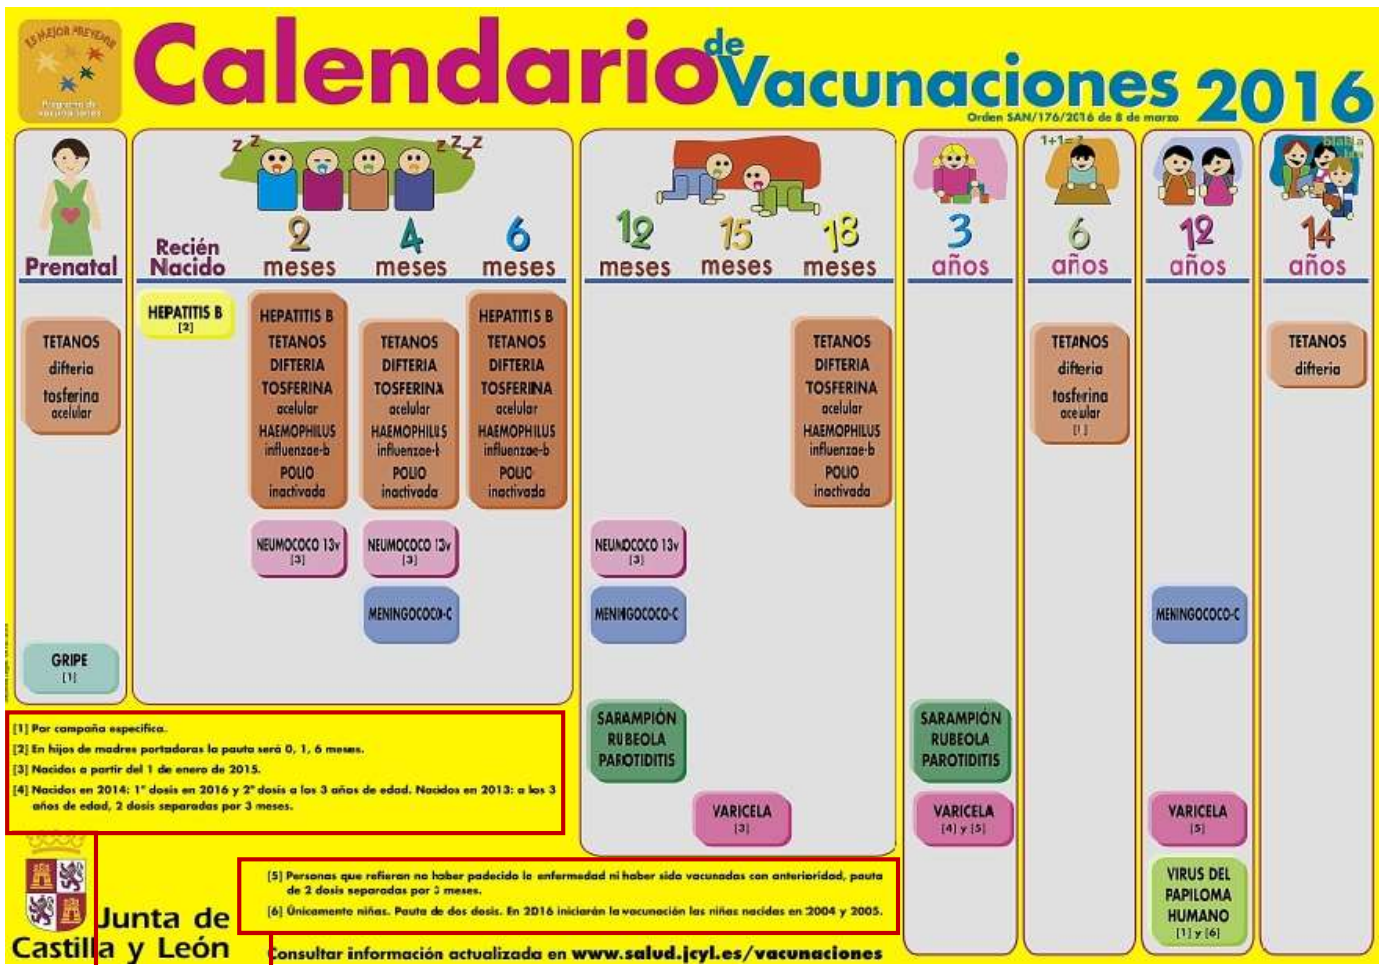 ES MEJOR PREVENIR
Programa de
vacunaciones
Calendario de
Vacunaciones 2016
Orden SAN/176/2016 de 8 de marzo
z z z z z z
1+1=
Prenatal
Recién
Nacido
2
meses
4
meses
6
meses
12
meses
15
meses
18
meses
3
años
6
años
12
años
14
años
TETANOS
difteria
tosferina
acelular
GRIPE
[1]
HEPATITIS B
[2]
HEPATITIS B
TETANOS
DIFTERIA
TOSFERINA
acelular
HAEMOPHILUS
influenzae-b
POLIO
inactivada
NEUMOCOCO 13v
[3]
TETANOS
DIFTERIA
TOSFERINA
acelular
HAEMOPHILUS
influenzae-b
POLIO
inactivada
NEUMOCOCO 13v
[3]
MENINGOCOCO-C
HEPATITIS B
TETANOS
DIFTERIA
TOSFERINA
acelular
HAEMOPHILUS
influenzae-b
POLIO
inactivada
NEUMOCOCO 13v
[3]
MENINGOCOCO-C
SARAMPIÓN
RUBEOLA
PAROTIDITIS
VARICELA
[3]
TETANOS
DIFTERIA
TOSFERINA
acelular
HAEMOPHILUS
influenzae-b
POLIO
inactivada
SARAMPIÓN
RUBEOLA
PAROTIDITIS
VARICELA
[4] y [5]
TETANOS
difteria
tosferina
acelular
[1]
MENINGOCOCO-C
VARICELA
[5]
VIRUS DEL
PAPILOMA
HUMANO
[1] y [6]
TETANOS
difteria
[1] Por campaña específica.
[2] En hijos de madres portadoras la pauta será 0, 1, 6 meses.
[3] Nacidos a partir del 1 de enero de 2015.
[4] Nacidos en 2014: 1ª dosis en 2016 y 2ª dosis a los 3 años de edad. Nacidos en 2013: a los 3
años de edad, 2 dosis separadas por 3 meses.
[5] Personas que refieran no haber padecido la enfermedad ni haber sido vacunadas con anterioridad, pauta
de 2 dosis separadas por 3 meses.
[6] Únicamente niñas. Pauta de dos dosis. En 2016 iniciarán la vacunación las niñas nacidas en 2004 y 2005.
Junta de
Castilla y León
Consultar información actualizada en www.salud.jcyl.es/vacunaciones